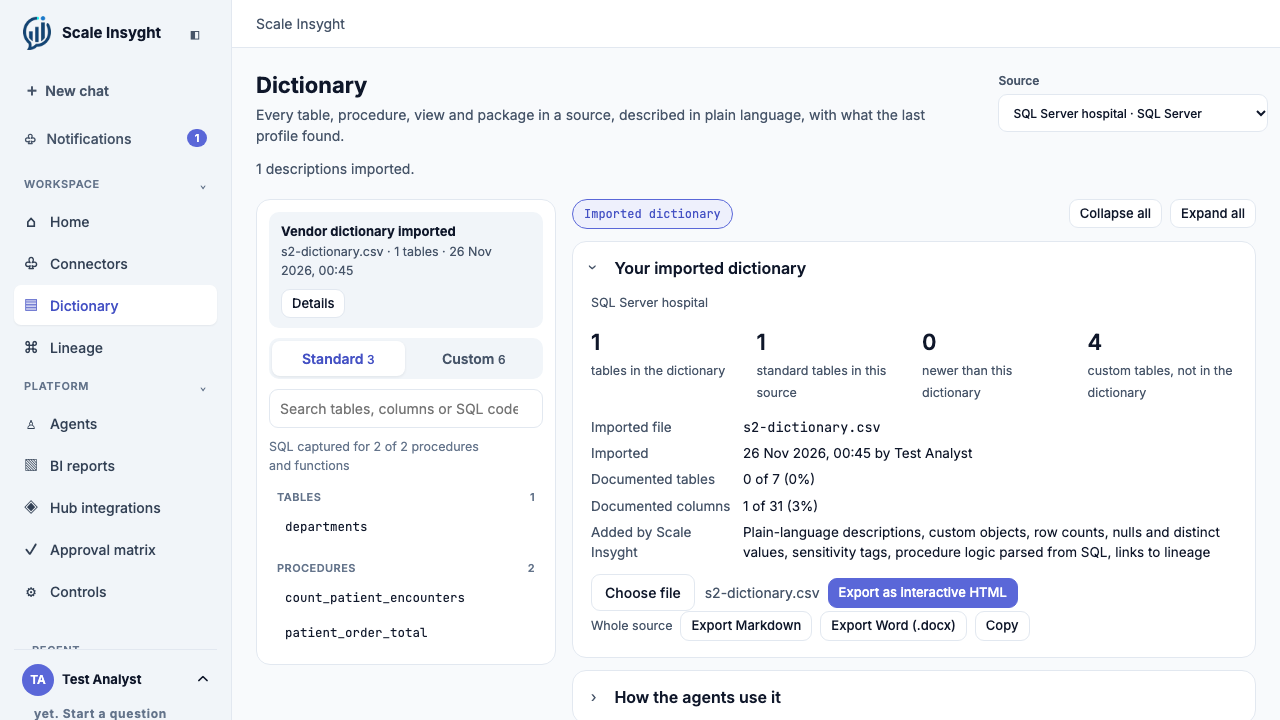 Scale Insyght
+ New chat
Notifications 1
WORKSPACE
Home
Connectors
Dictionary
Lineage
PLATFORM
Agents
BI reports
Hub integrations
Approval matrix
Controls
RECENT
TA Test Analyst
yet. Start a question
Scale Insyght
Dictionary
Every table, procedure, view and package in a source, described in plain language, with what the last
profile found.
1 descriptions imported.
Source
SQL Server hospital · SQL Server
Vendor dictionary imported
s2-dictionary.csv · 1 tables · 26 Nov
2026, 00:45
Details
Standard 3 Custom 6
Search tables, columns or SQL code
SQL captured for 2 of 2 procedures
and functions
TABLES 1
departments
PROCEDURES 2
count_patient_encounters
patient_order_total
Imported dictionary
Collapse all Expand all
Your imported dictionary
SQL Server hospital
1 1 0 4
tables in the dictionary standard tables in this newer than this custom tables, not in the
source dictionary dictionary
Imported file s2-dictionary.csv
Imported 26 Nov 2026, 00:45 by Test Analyst
Documented tables 0 of 7 (0%)
Documented columns 1 of 31 (3%)
Added by Scale Plain-language descriptions, custom objects, row counts, nulls and distinct
Insyght values, sensitivity tags, procedure logic parsed from SQL, links to lineage
Choose file s2-dictionary.csv Export as interactive HTML
Whole source Export Markdown Export Word (.docx) Copy
How the agents use it